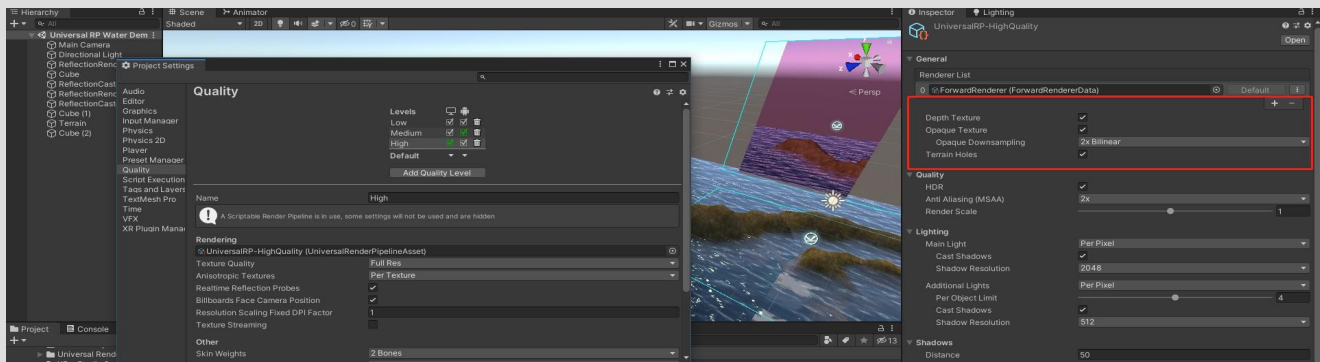 Hierarchy
All
Universal RP Water Dem
Main Camera
Directional Light
ReflectionRend
Cube
ReflectionCast
ReflectionRend
ReflectionCast
Cube (1)
Terrain
Cube (2)
Scene
Animator
Shaded
2D
0
Gizmos
All
Persp
Project Settings
Audio
Editor
Graphics
Input Manager
Physics
Physics 2D
Player
Preset Manager
Quality
Script Execution
Tags and Layers
TextMesh Pro
Time
VFX
XR Plugin Mana
Quality
Levels
Low
Medium
High
Default
Add Quality Level
Name High
A Scriptable Render Pipeline is in use, some settings will not be used and are hidden
Rendering
UniversalRP-HighQuality (UniversalRenderPipelineAsset)
Texture Quality Full Res
Anisotropic Textures Per Texture
Realtime Reflection Probes
Billboards Face Camera Position
Resolution Scaling Fixed DPI Factor 1
Texture Streaming
Other
Skin Weights 2 Bones
Project
Console
Universal Rend
13
Inspector
Lighting
UniversalRP-HighQuality
Open
General
Renderer List
0 ForwardRenderer (ForwardRendererData) Default
+ -
Depth Texture
Opaque Texture
Opaque Downsampling 2x Bilinear
Terrain Holes
Quality
HDR
Anti Aliasing (MSAA) 2x
Render Scale 1
Lighting
Main Light Per Pixel
Cast Shadows
Shadow Resolution 2048
Additional Lights Per Pixel
Per Object Limit 4
Cast Shadows
Shadow Resolution 512
Shadows
Distance 50